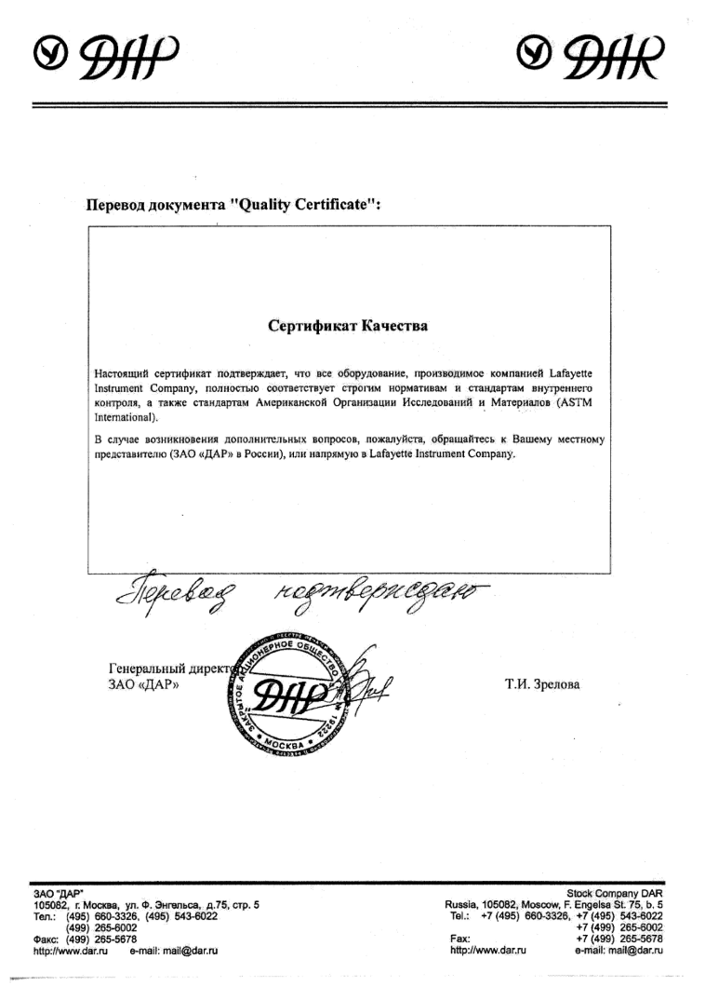 ДАР DAR
Перевод документа "Quality Certificate":
Сертификат Качества
Настоящий сертификат подтверждает, что все оборудование, производимое компанией Lafayette
Instrument Company, полностью соответствует строгим нормативам и стандартам внутреннего
контроля, а также стандартам Американской Организации Исследований и Материалов (ASTM
International).
В случае возникновения дополнительных вопросов, пожалуйста, обращайтесь к Вашему местному
представителю (ЗАО «ДАР» в России), или напрямую в Lafayette Instrument Company.
Перевод подтверждаю
Генеральный директор
ЗАО «ДАР»
Т.И. Зрелова
ЗАКРЫТОЕ АКЦИОНЕРНОЕ ОБЩЕСТВО
"ДАР"
19222
* МОСКВА *
ЗАО "ДАР"
105082, г. Москва, ул. Ф. Энгельса, д.75, стр. 5
Тел.: (495) 660-3326, (495) 543-6022
(499) 265-6002
Факс: (499) 265-5678
http://www.dar.ru e-mail: mail@dar.ru
Stock Company DAR
Russia, 105082, Moscow, F. Engelsa St. 75, b. 5
Tel.: +7 (495) 660-3326, +7 (495) 543-6022
+7 (499) 265-6002
Fax: +7 (499) 265-5678
http://www.dar.ru e-mail: mail@dar.ru